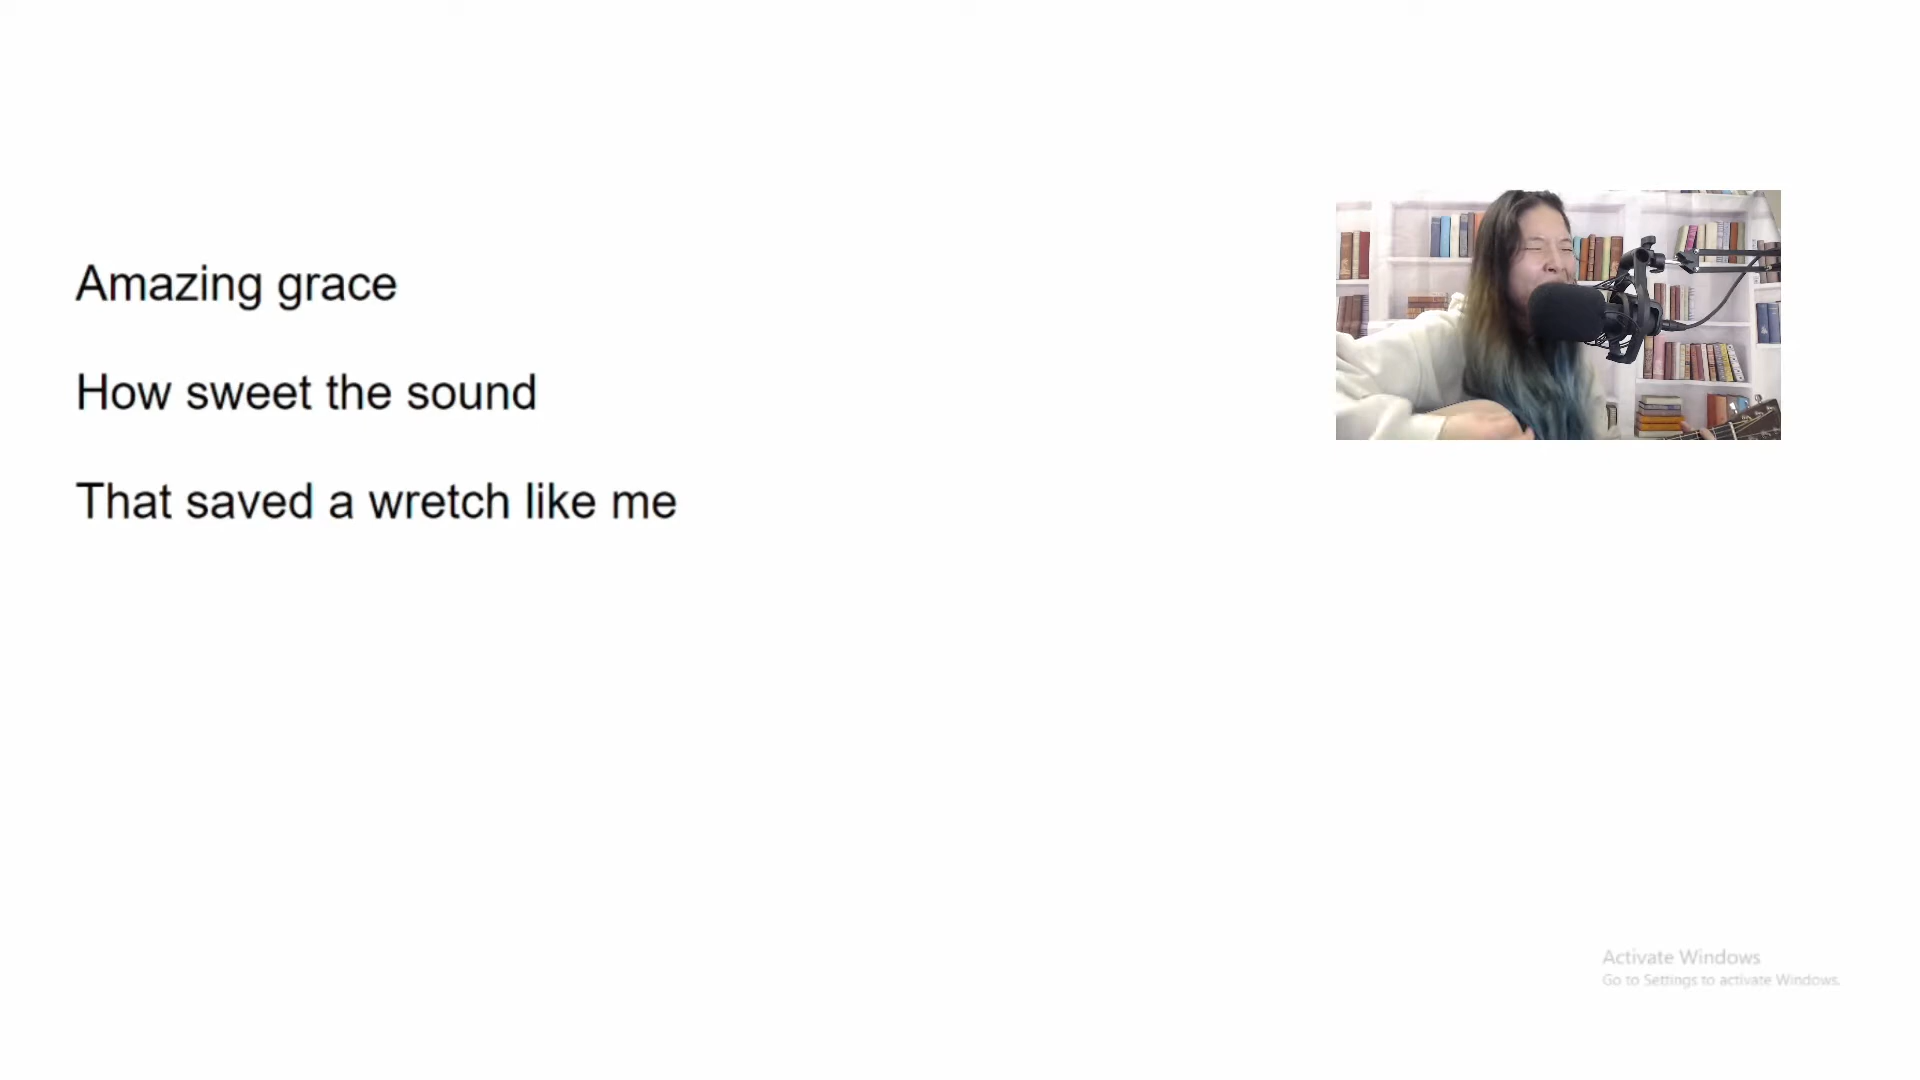 Amazing grace
How sweet the sound
That saved a wretch like me
Activate Windows
Go to Settings to activate Windows.